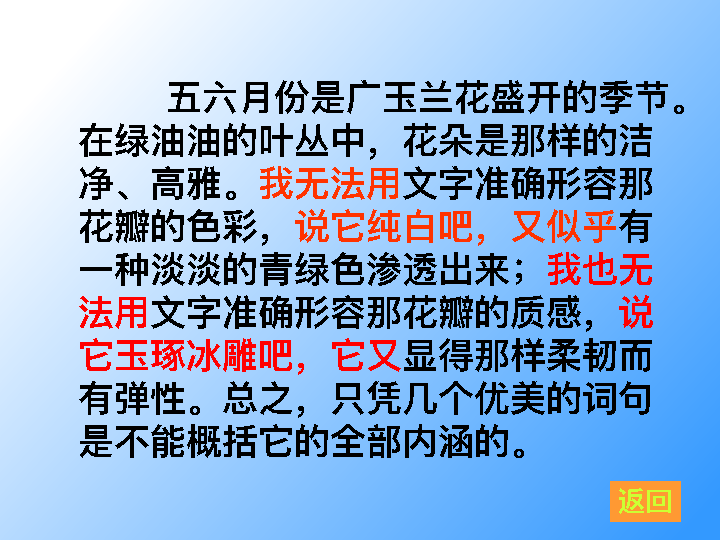 五六月份是广玉兰花盛开的季节。
在绿油油的叶丛中，花朵是那样的洁
净、高雅。我无法用文字准确形容那
花瓣的色彩，说它纯白吧，又似乎有
一种淡淡的青绿色渗透出来；我也无
法用文字准确形容那花瓣的质感，说
它玉琢冰雕吧，它又显得那样柔韧而
有弹性。总之，只凭几个优美的词句
是不能概括它的全部内涵的。
返回